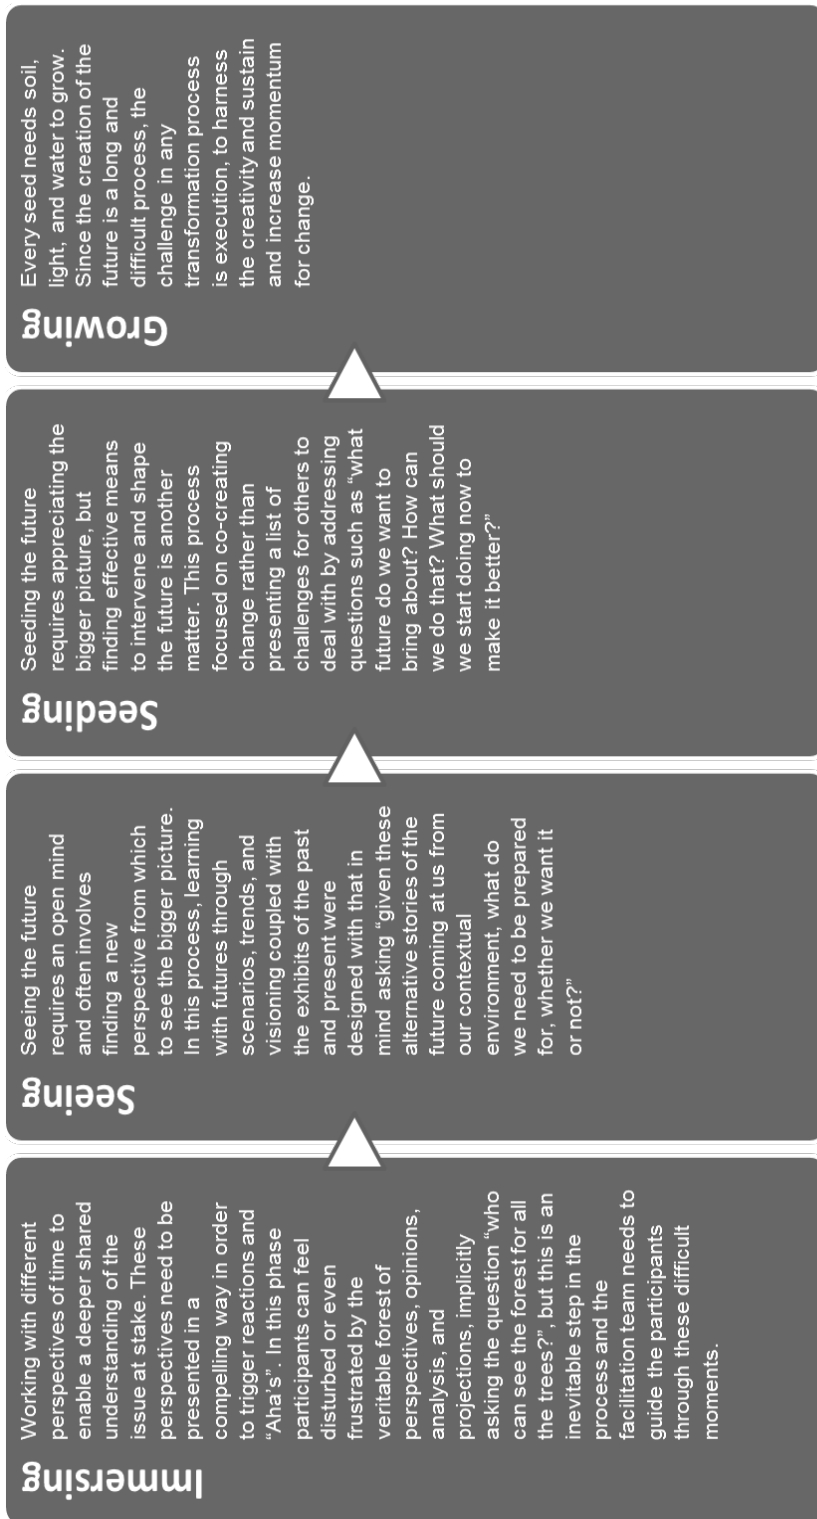 Immersing
Working with different
perspectives of time to
enable a deeper shared
understanding of the
issue at stake. These
perspectives need to be
presented in a
compelling way in order
to trigger reactions and
“Aha’s”. In this phase
participants can feel
disturbed or even
frustrated by the
veritable forest of
perspectives, opinions,
analysis, and
projections, implicitly
asking the question “who
can see the forest for all
the trees?”, but this is an
inevitable step in the
process and the
facilitation team needs to
guide the participants
through these difficult
moments.
Seeing
Seeing the future
requires an open mind
and often involves
finding a new
perspective from which
to see the bigger picture.
In this process, learning
with futures through
scenarios, trends, and
visioning coupled with
the exhibits of the past
and present were
designed with that in
mind asking “given these
alternative stories of the
future coming at us from
our contextual
environment, what do
we need to be prepared
for, whether we want it
or not?”
Seeding
Seeding the future
requires appreciating the
bigger picture, but
finding effective means
to intervene and shape
the future is another
matter. This process
focused on co-creating
change rather than
presenting a list of
challenges for others to
deal with by addressing
questions such as “what
future do we want to
bring about? How can
we do that? What should
we start doing now to
make it better?”
Growing
Every seed needs soil,
light, and water to grow.
Since the creation of the
future is a long and
difficult process, the
challenge in any
transformation process
is execution, to harness
the creativity and sustain
and increase momentum
for change.